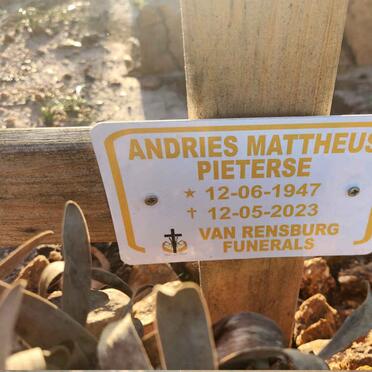 ANDRIES MATTHEUS
PIETERSE
★ 12-06-1947
✝ 12-05-2023
VAN RENSBURG
FUNERALS